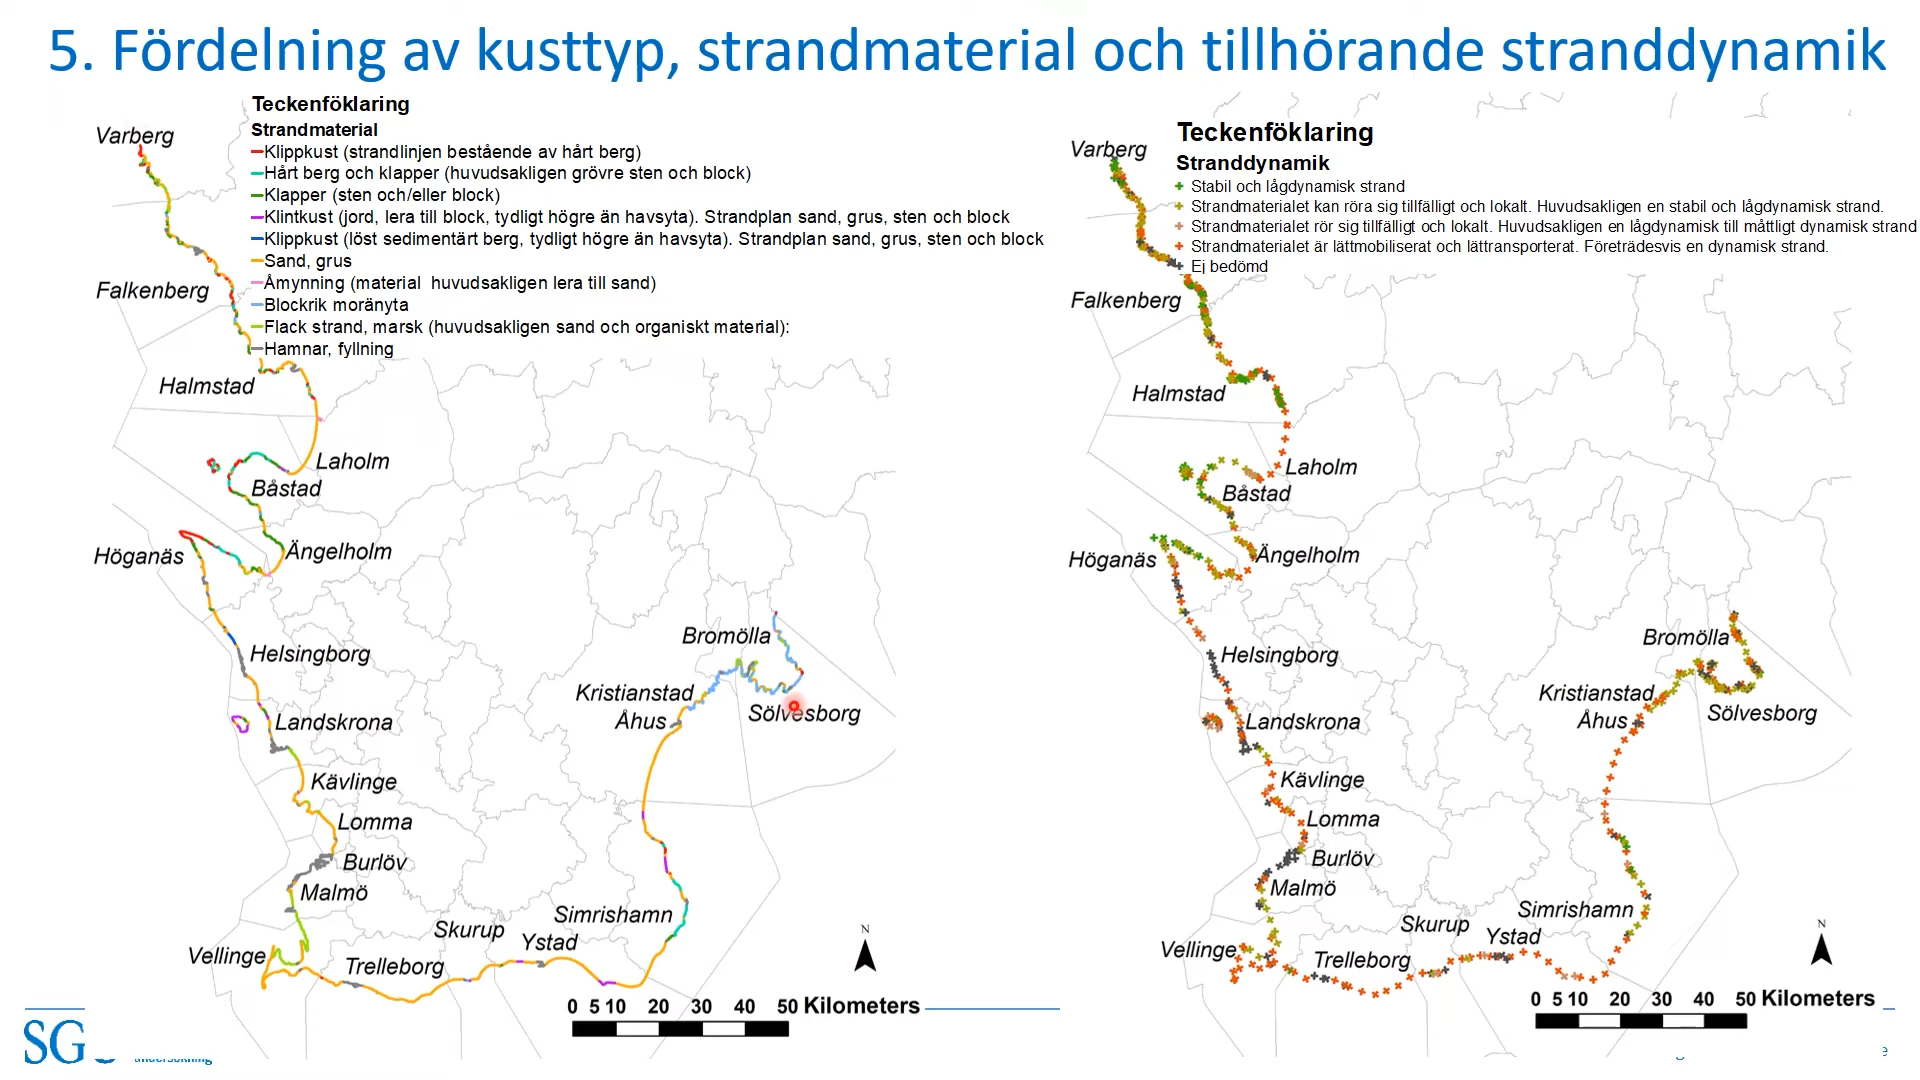 5. Fördelning av kusttyp, strandmaterial och tillhörande stranddynamik
Teckenföklaring
Strandmaterial
Klippkust (strandlinjen bestående av hårt berg)
Hårt berg och klapper (huvudsakligen grövre sten och block)
Klapper (sten och/eller block)
Klintkust (jord, lera till block, tydligt högre än havsyta). Strandplan sand, grus, sten och block
Klippkust (löst sedimentärt berg, tydligt högre än havsyta). Strandplan sand, grus, sten och block
Sand, grus
Åmynning (material huvudsakligen lera till sand)
Blockrik moränyta
Flack strand, marsk (huvudsakligen sand och organiskt material):
Hamnar, fyllning
Varberg
Falkenberg
Halmstad
Laholm
Båstad
Ängelholm
Höganäs
Helsingborg
Landskrona
Kävlinge
Lomma
Burlöv
Malmö
Vellinge
Trelleborg
Skurup
Ystad
Simrishamn
Bromölla
Kristianstad
Åhus
Sölvesborg
N
0 5 10 20 30 40 50 Kilometers
Teckenföklaring
Stranddynamik
Stabil och lågdynamisk strand
Strandmaterialet kan röra sig tillfälligt och lokalt. Huvudsakligen en stabil och lågdynamisk strand.
Strandmaterialet rör sig tillfälligt och lokalt. Huvudsakligen en lågdynamisk till måttligt dynamisk strand
Strandmaterialet är lättmobiliserat och lättransporterat. Företrädesvis en dynamisk strand.
Ej bedömd
Varberg
Falkenberg
Halmstad
Laholm
Båstad
Ängelholm
Höganäs
Helsingborg
Landskrona
Kävlinge
Lomma
Burlöv
Malmö
Vellinge
Trelleborg
Skurup
Ystad
Simrishamn
Bromölla
Kristianstad
Åhus
Sölvesborg
N
0 5 10 20 30 40 50 Kilometers
SG